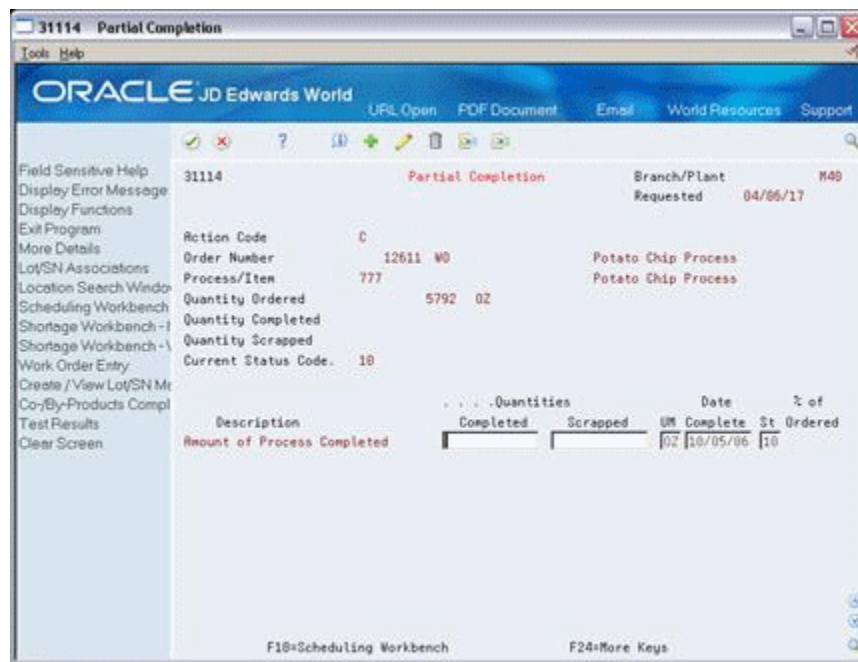 31114 Partial Completion
Tools Help
ORACLE JD Edwards World
URL Open PDF Document Email World Resources Support
Field Sensitive Help
Display Error Message
Display Functions
Exit Program
More Details
Lot/SN Associations
Location Search Window
Scheduling Workbench
Shortage Workbench - I
Shortage Workbench - \
Work Order Entry
Create / View Lot/SN Me
Co-/By-Products Compl
Test Results
Clear Screen
31114 Partial Completion Branch/Plant M40
Requested 04/06/17
Action Code C
Order Number 12611 WO Potato Chip Process
Process/Item 777 Potato Chip Process
Quantity Ordered 5792 OZ
Quantity Completed
Quantity Scrapped
Current Status Code. 10
. . . .Quantities Date % of
Description Completed Scrapped UM Complete St Ordered
Amount of Process Completed OZ 10/05/06 10
F18=Scheduling Workbench F24=More Keys